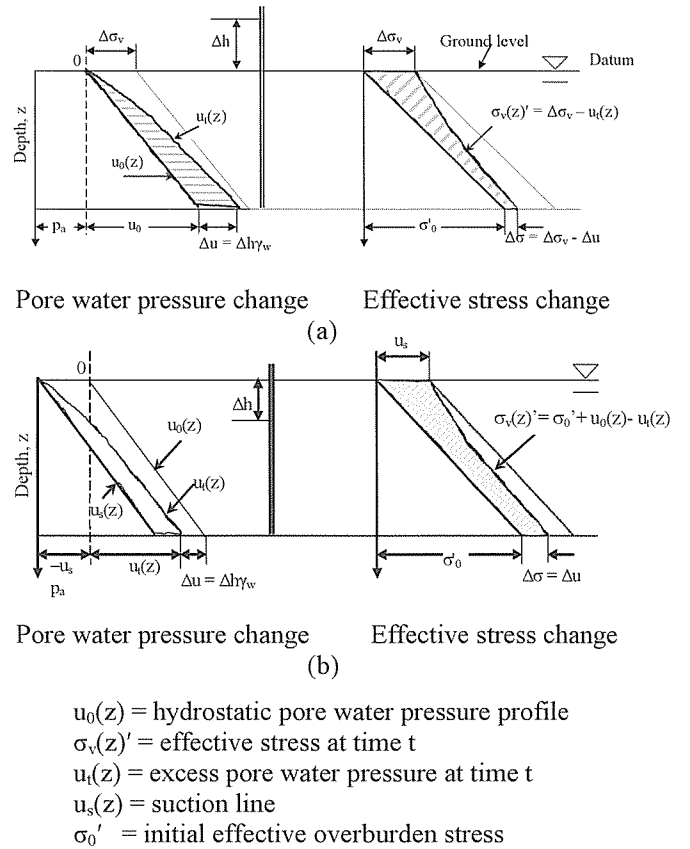 Δσᵥ
Δh
Δσᵥ
Ground level
Datum
0
Depth, z
uₜ(z)
u₀(z)
σᵥ(z)′ = Δσᵥ – uₜ(z)
pₐ
u₀
Δu = Δhγ_w
σ'₀
Δσ = Δσᵥ - Δu
Pore water pressure change
Effective stress change
(a)
uₛ
0
Δh
Depth, z
u₀(z)
uₜ(z)
uₛ(z)
σᵥ(z)’ = σ₀’+ u₀(z)- uₜ(z)
–uₛ
uₜ(z)
Δu = Δhγ_w
pₐ
σ'₀
Δσ = Δu
Pore water pressure change
Effective stress change
(b)
u₀(z) = hydrostatic pore water pressure profile
σᵥ(z)′ = effective stress at time t
uₜ(z) = excess pore water pressure at time t
uₛ(z) = suction line
σ₀′ = initial effective overburden stress